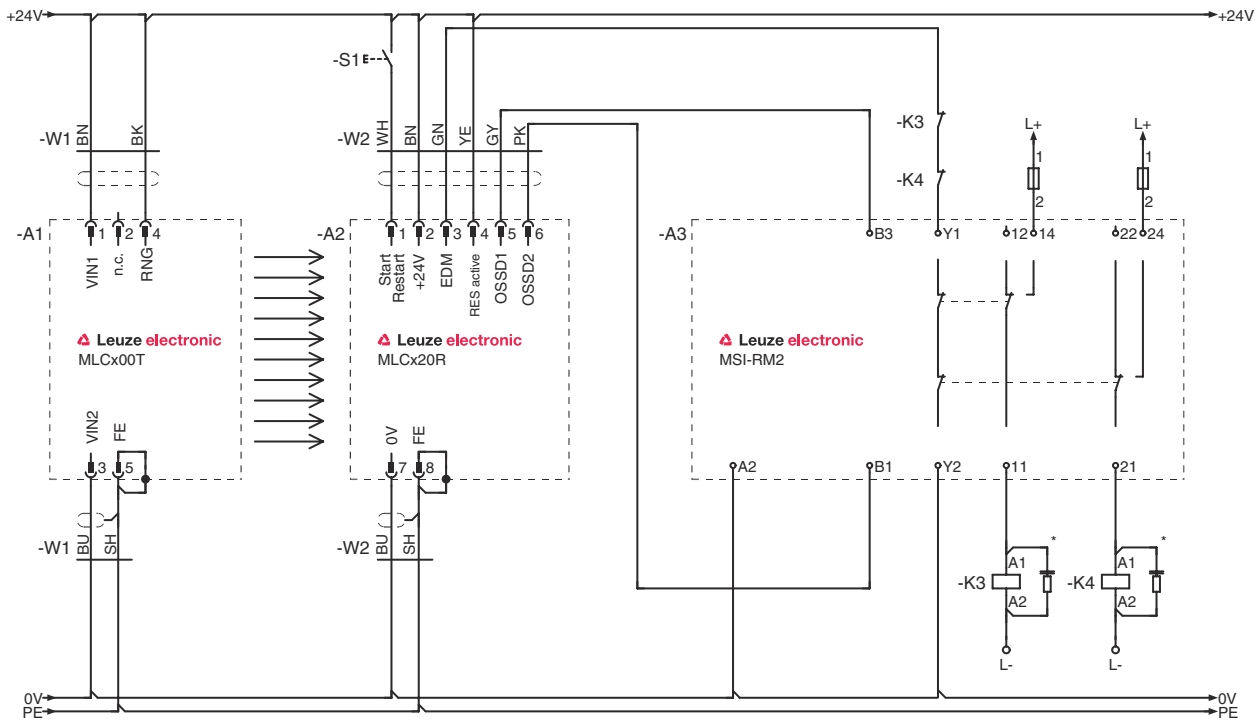 +24V +24V
-S1
-W1 BN BK
-W2 WH BN GN YE GY PK
-K3
-K4
L+ L+
1 1
2 2
-A1 1 2 4
VIN1 n.c. RNG
-A2 1 2 3 4 5 6
Start Restart +24V EDM RES active OSSD1 OSSD2
-A3 B3 Y1 12 14 22 24
Leuze electronic
MLCx00T
Leuze electronic
MLCx20R
Leuze electronic
MSI-RM2
VIN2 FE
3 5
0V FE
7 8
A2 B1 Y2 11 21
-W1 BU SH
-W2 BU SH
* *
-K3 A1 A2
-K4 A1 A2
L- L-
0V 0V
PE PE